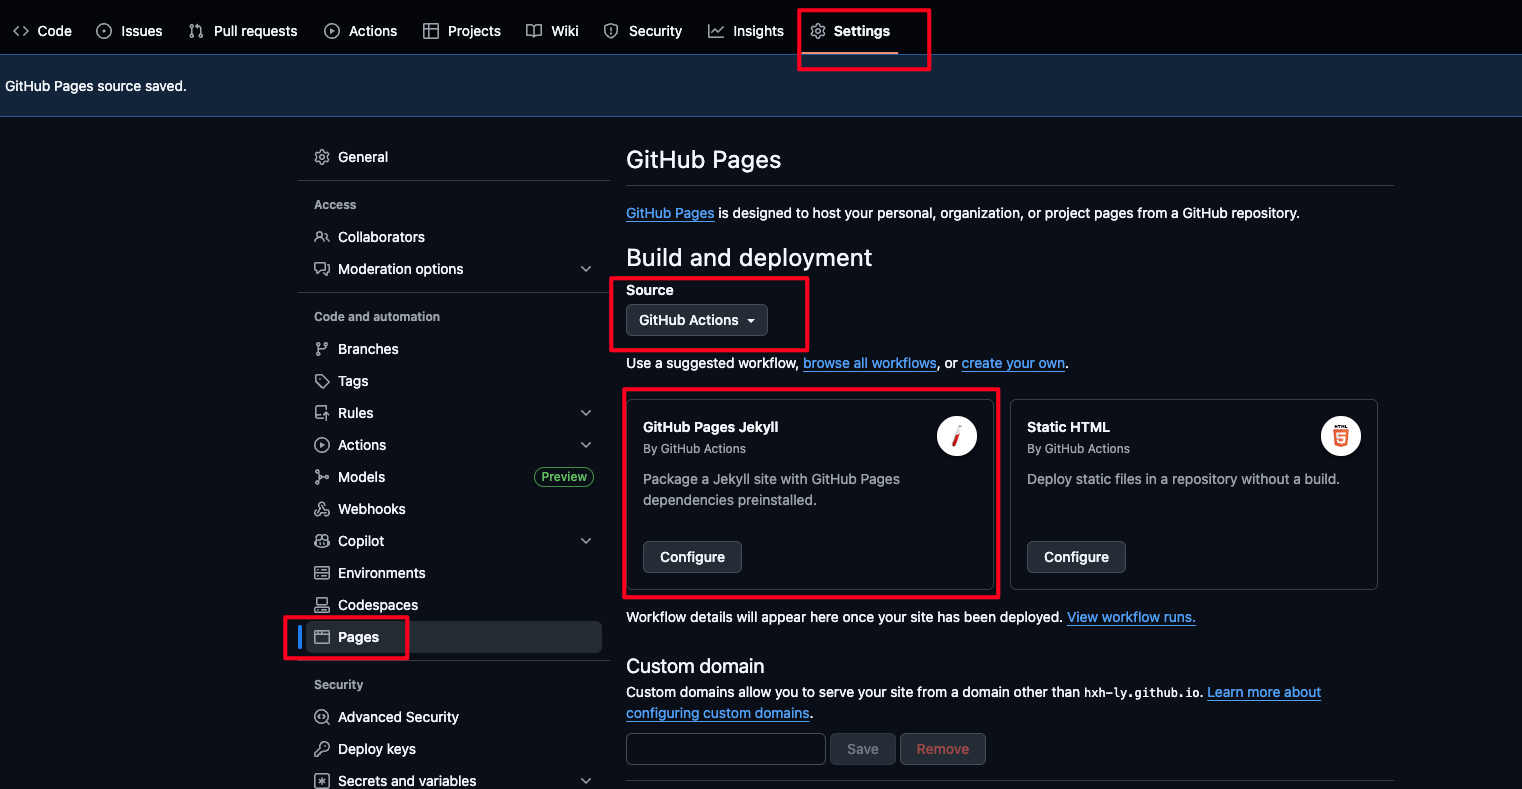 Code Issues Pull requests Actions Projects Wiki Security Insights Settings
GitHub Pages source saved.
General
Access
Collaborators
Moderation options
Code and automation
Branches
Tags
Rules
Actions
Models Preview
Webhooks
Copilot
Environments
Codespaces
Pages
Security
Advanced Security
Deploy keys
Secrets and variables
GitHub Pages
GitHub Pages is designed to host your personal, organization, or project pages from a GitHub repository.
Build and deployment
Source
GitHub Actions
Use a suggested workflow, browse all workflows, or create your own.
GitHub Pages Jekyll
By GitHub Actions
Package a Jekyll site with GitHub Pages
dependencies preinstalled.
Configure
Static HTML
By GitHub Actions
Deploy static files in a repository without a build.
Configure
HTML
5
Workflow details will appear here once your site has been deployed. View workflow runs.
Custom domain
Custom domains allow you to serve your site from a domain other than hxh-ly.github.io. Learn more about
configuring custom domains.
Save Remove